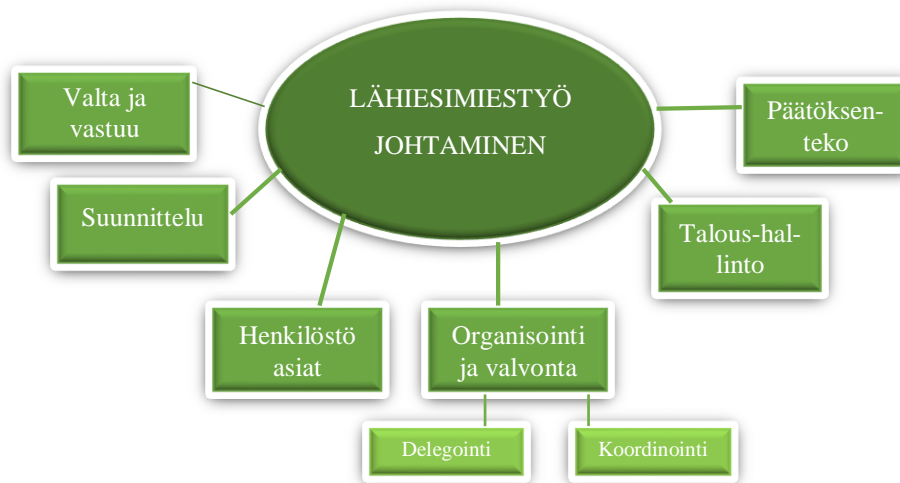 LÄHIESIMIESTYÖ
JOHTAMINEN
Valta ja
vastuu
Päätöksen-
teko
Suunnittelu
Talous-hal-
linto
Henkilöstö
asiat
Organisointi
ja valvonta
Delegointi
Koordinointi